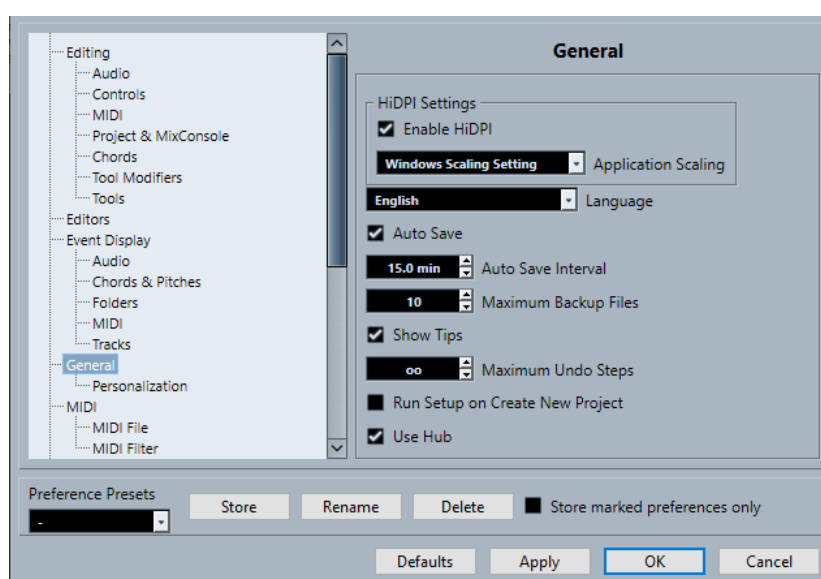 Editing
Audio
Controls
MIDI
Project & MixConsole
Chords
Tool Modifiers
Tools
Editors
Event Display
Audio
Chords & Pitches
Folders
MIDI
Tracks
General
Personalization
MIDI
MIDI File
MIDI Filter
General
HiDPI Settings
Enable HiDPI
Windows Scaling Setting Application Scaling
English Language
Auto Save
15.0 min Auto Save Interval
10 Maximum Backup Files
Show Tips
oo Maximum Undo Steps
Run Setup on Create New Project
Use Hub
Preference Presets
- Store Rename Delete Store marked preferences only
Defaults Apply OK Cancel